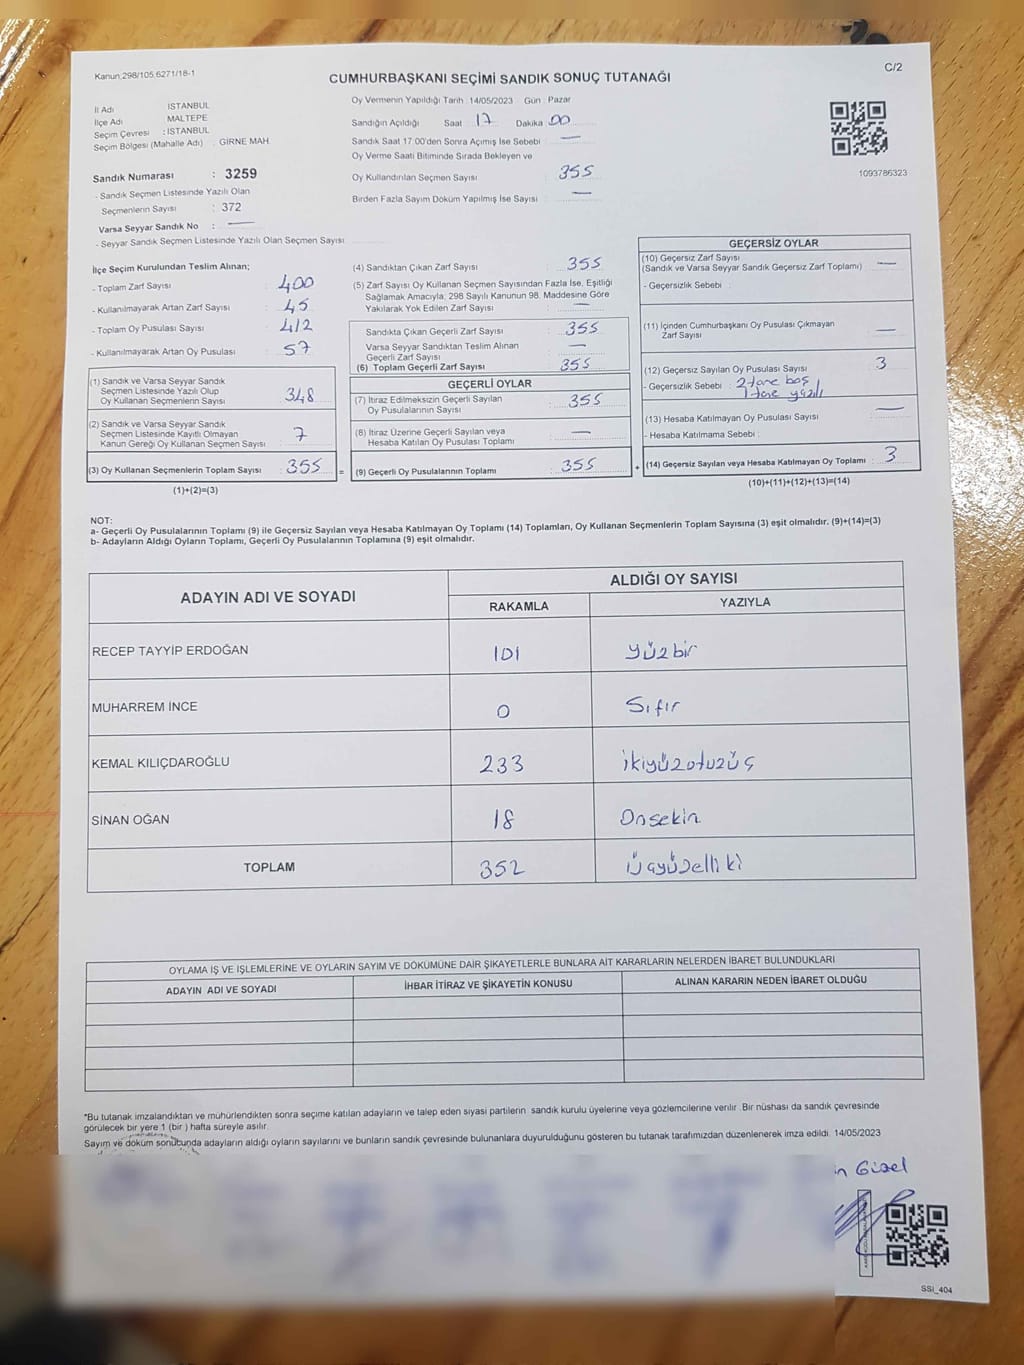 Kanun:298/105,6271/18-1
C/2
CUMHURBAŞKANI SEÇİMİ SANDIK SONUÇ TUTANAĞI
İl Adı İSTANBUL
İlçe Adı MALTEPE
Seçim Çevresi : İSTANBUL
Seçim Bölgesi (Mahalle Adı) : GİRNE MAH.
Sandık Numarası : 3259
- Sandık Seçmen Listesinde Yazılı Olan
Seçmenlerin Sayısı : 372
Varsa Seyyar Sandık No : —
- Seyyar Sandık Seçmen Listesinde Yazılı Olan Seçmen Sayısı
Oy Vermenin Yapıldığı Tarih :14/05/2023 Gün : Pazar
Sandığın Açıldığı Saat 17 Dakika 00
Sandık Saat 17:00'den Sonra Açımış İse Sebebi : —
Oy Verme Saati Bitiminde Sırada Bekleyen ve
Oy Kullandırılan Seçmen Sayısı : 355
Birden Fazla Sayım Döküm Yapılmış İse Sayısı : —
1093786323
İlçe Seçim Kurulundan Teslim Alınan;
- Toplam Zarf Sayısı : 400
- Kullanılmayarak Artan Zarf Sayısı : 45
- Toplam Oy Pusulası Sayısı : 412
- Kullanılmayarak Artan Oy Pusulası : 57
(1) Sandık ve Varsa Seyyar Sandık
Seçmen Listesinde Yazılı Olup
Oy Kullanan Seçmenlerin Sayısı : 348
(2) Sandık ve Varsa Seyyar Sandık
Seçmen Listesinde Kayıtlı Olmayan
Kanun Gereği Oy Kullanan Seçmen Sayısı : 7
(3) Oy Kullanan Seçmenlerin Toplam Sayısı : 355 =
(1)+(2)=(3)
(4) Sandıktan Çıkan Zarf Sayısı : 355
(5) Zarf Sayısı Oy Kullanan Seçmen Sayısından Fazla İse, Eşitliği
Sağlamak Amacıyla; 298 Sayılı Kanunun 98. Maddesine Göre
Yakılarak Yok Edilen Zarf Sayısı : —
Sandıkta Çıkan Geçerli Zarf Sayısı : 355
Varsa Seyyar Sandıktan Teslim Alınan
Geçerli Zarf Sayısı : —
(6) Toplam Geçerli Zarf Sayısı : 355
GEÇERLİ OYLAR
(7) İtiraz Edilmeksizin Geçerli Sayılan
Oy Pusulalarının Sayısı : 355
(8) İtiraz Üzerine Geçerli Sayılan veya
Hesaba Katılan Oy Pusulası Toplamı : —
(9) Geçerli Oy Pusulalarının Toplamı : 355 +
GEÇERSİZ OYLAR
(10) Geçersiz Zarf Sayısı
(Sandık ve Varsa Seyyar Sandık Geçersiz Zarf Toplamı) : —
- Geçersizlik Sebebi :
(11) İçinden Cumhurbaşkanı Oy Pusulası Çıkmayan
Zarf Sayısı : —
(12) Geçersiz Sayılan Oy Pusulası Sayısı : 3
- Geçersizlik Sebebi : 2 tane boş
1 tane yazılı
(13) Hesaba Katılmayan Oy Pusulası Sayısı : —
- Hesaba Katılmama Sebebi :
(14) Geçersiz Sayılan veya Hesaba Katılmayan Oy Toplamı : 3
(10)+(11)+(12)+(13)=(14)
NOT:
a- Geçerli Oy Pusulalarının Toplamı (9) ile Geçersiz Sayılan veya Hesaba Katılmayan Oy Toplamı (14) Toplamları, Oy Kullanan Seçmenlerin Toplam Sayısına (3) eşit olmalıdır. (9)+(14)=(3)
b- Adayların Aldığı Oyların Toplamı, Geçerli Oy Pusulalarının Toplamına (9) eşit olmalıdır.
ADAYIN ADI VE SOYADI
ALDIĞI OY SAYISI
RAKAMLA YAZIYLA
RECEP TAYYİP ERDOĞAN 101 yüzbir
MUHARREM İNCE 0 Sıfır
KEMAL KILIÇDAROĞLU 233 ikiyüzotuzüç
SİNAN OĞAN 18 Onsekin
TOPLAM 352 Üçyüzelliki
OYLAMA İŞ VE İŞLEMLERİNE VE OYLARIN SAYIM VE DÖKÜMÜNE DAİR ŞİKAYETLERLE BUNLARA AİT KARARLARIN NELERDEN İBARET BULUNDUKLARI
ADAYIN ADI VE SOYADI İHBAR İTİRAZ VE ŞİKAYETİN KONUSU ALINAN KARARIN NEDEN İBARET OLDUĞU
*Bu tutanak imzalandıktan ve mühürlendikten sonra seçime katılan adayların ve talep eden siyasi partilerin sandık kurulu üyelerine veya gözlemcilerine verilir. Bir nüshası da sandık çevresinde
görülecek bir yere 1 (bir ) hafta süreyle asılır.
Sayım ve döküm sonucunda adayların aldığı oyların sayılarını ve bunların sandık çevresinde bulunanlara duyurulduğunu gösteren bu tutanak tarafımızdan düzenlenerek imza edildi. 14/05/2023
SSI_404